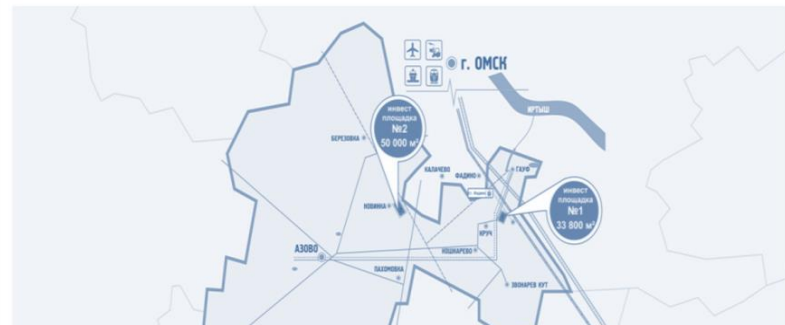 г. ОМСК
ИРТЫШ
инвест
площадка
№2
50 000 м²
БЕРЕЗОВКА
КАЛАЧЕВО
ФАДИНО
ГАУФ
инвест
площадка
№1
33 800 м²
НОВИНКА
КРУЧ
АЗОВО
КОШКАРЕВО
ПАХОМОВКА
ЗВОНАРЕВ КУТ